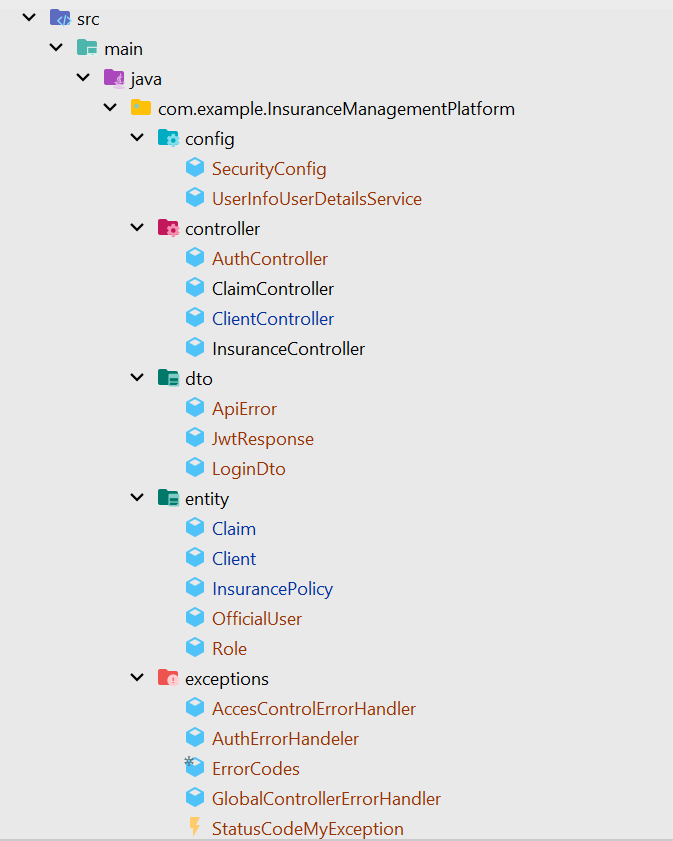 src
main
java
com.example.InsuranceManagementPlatform
config
SecurityConfig
UserInfoUserDetailsService
controller
AuthController
ClaimController
ClientController
InsuranceController
dto
ApiError
JwtResponse
LoginDto
entity
Claim
Client
InsurancePolicy
OfficialUser
Role
exceptions
AccesControlErrorHandler
AuthErrorHandeler
ErrorCodes
GlobalControllerErrorHandler
StatusCodeMyException